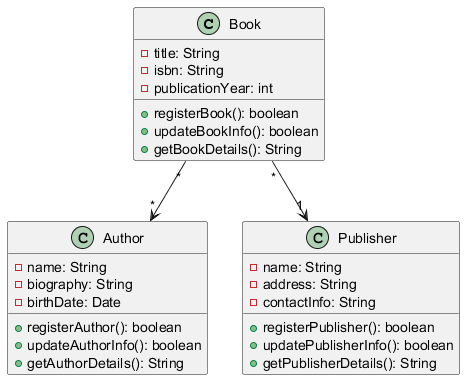 C Book
title: String
isbn: String
publicationYear: int
registerBook(): boolean
updateBookInfo(): boolean
getBookDetails(): String
* *
* 1
C Author
name: String
biography: String
birthDate: Date
registerAuthor(): boolean
updateAuthorInfo(): boolean
getAuthorDetails(): String
C Publisher
name: String
address: String
contactInfo: String
registerPublisher(): boolean
updatePublisherInfo(): boolean
getPublisherDetails(): String